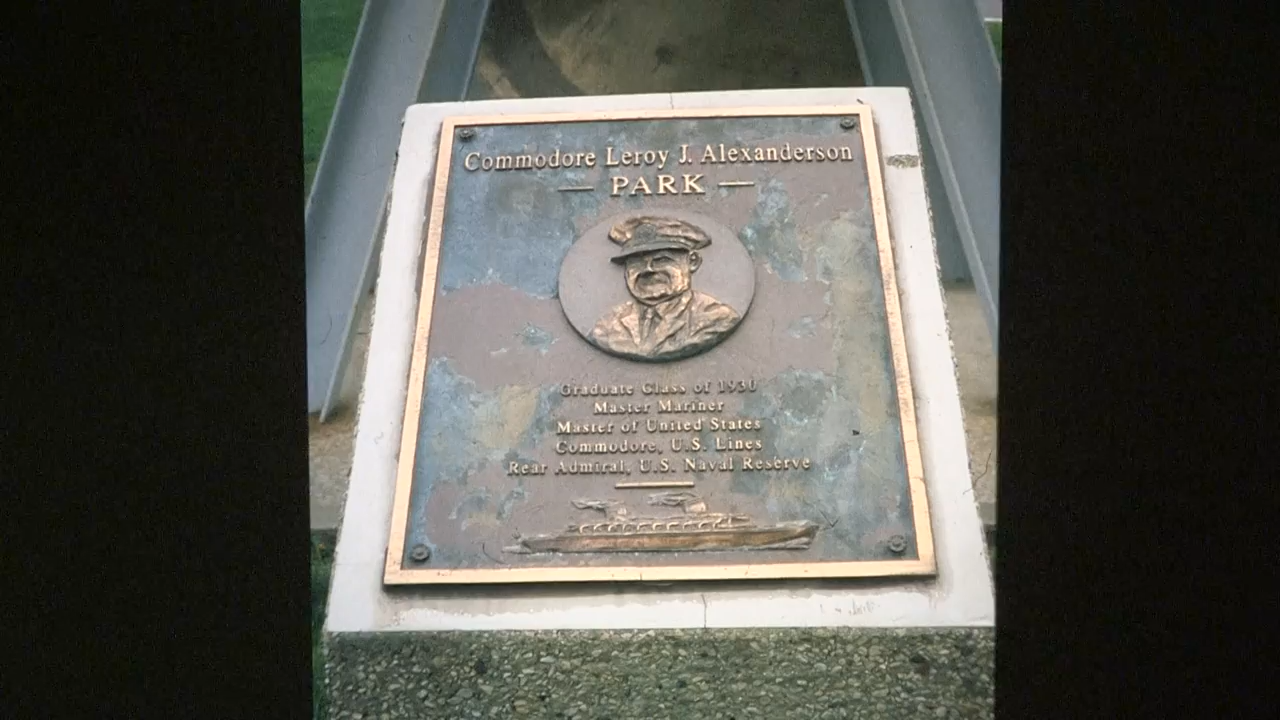 Commodore Leroy J. Alexanderson
— PARK —
Graduate Class of 1930
Master Mariner
Master of United States
Commodore, U.S. Lines
Rear Admiral, U.S. Naval Reserve